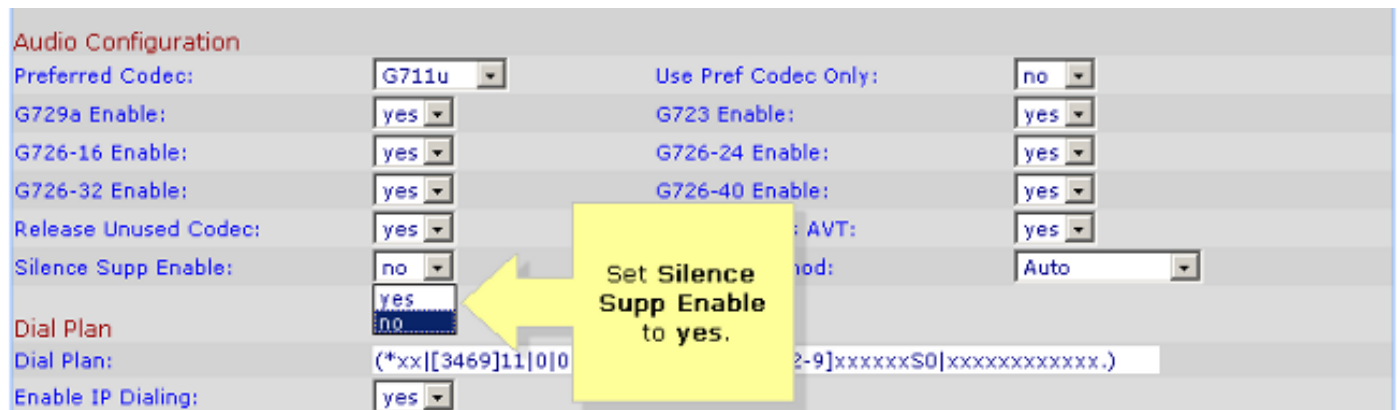 Audio Configuration
Preferred Codec: G711u Use Pref Codec Only: no
G729a Enable: yes G723 Enable: yes
G726-16 Enable: yes G726-24 Enable: yes
G726-32 Enable: yes G726-40 Enable: yes
Release Unused Codec: yes AVT: yes
Silence Supp Enable: no Auto
yes
no
Set Silence
Supp Enable
to yes.
Dial Plan
Dial Plan: (*xx|[3469]11|0|0 2-9]xxxxxxS0|xxxxxxxxxxxx.)
Enable IP Dialing: yes